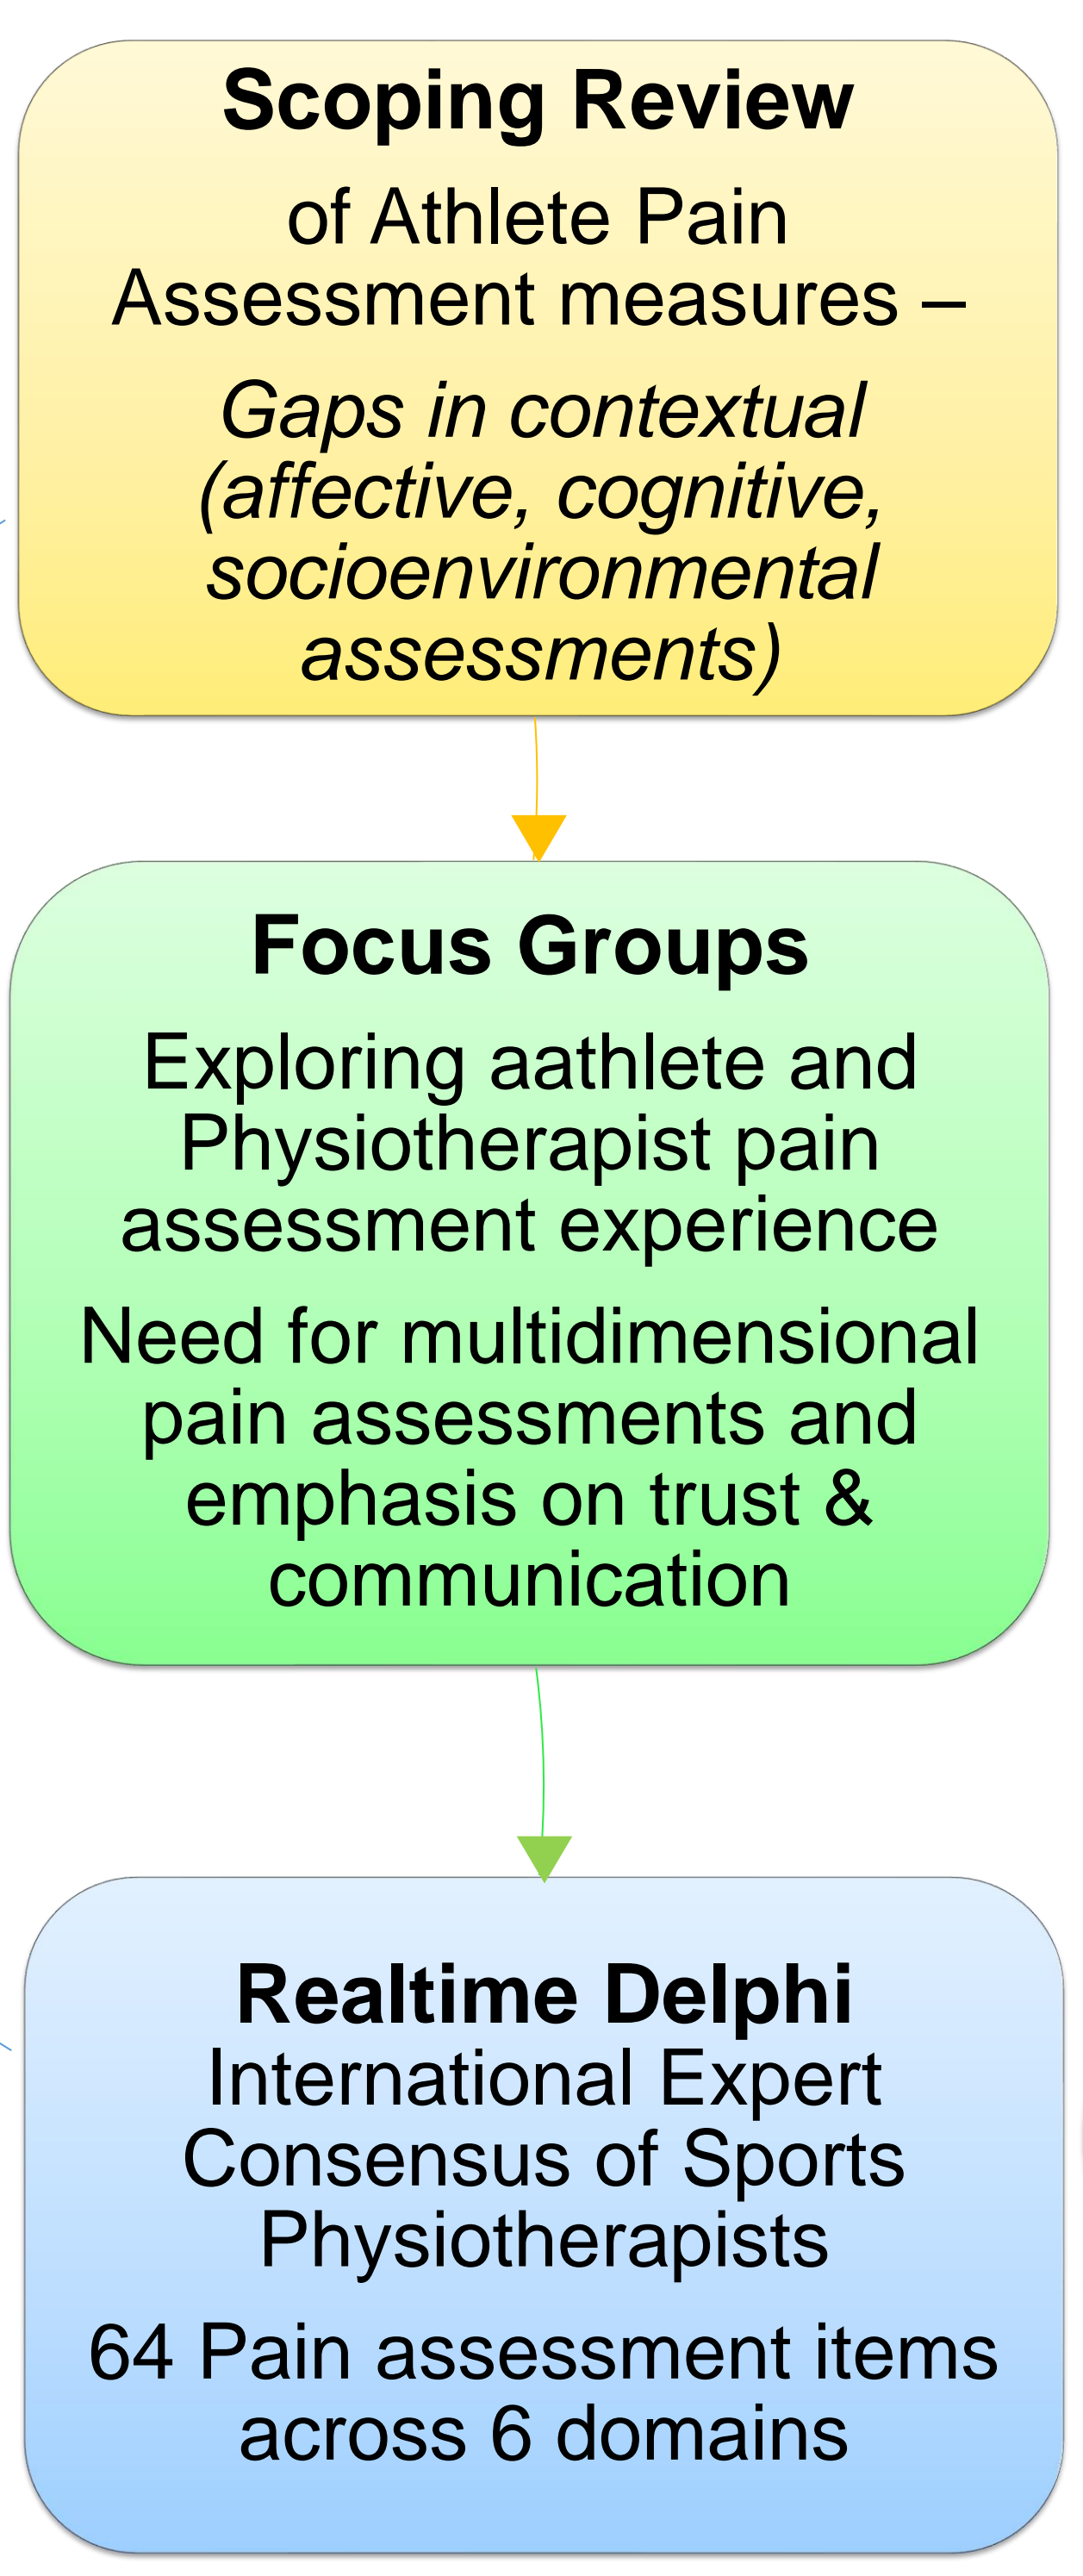 Scoping Review
of Athlete Pain
Assessment measures –
Gaps in contextual
(affective, cognitive,
socioenvironmental
assessments)
Focus Groups
Exploring aathlete and
Physiotherapist pain
assessment experience
Need for multidimensional
pain assessments and
emphasis on trust &
communication
Realtime Delphi
International Expert
Consensus of Sports
Physiotherapists
64 Pain assessment items
across 6 domains